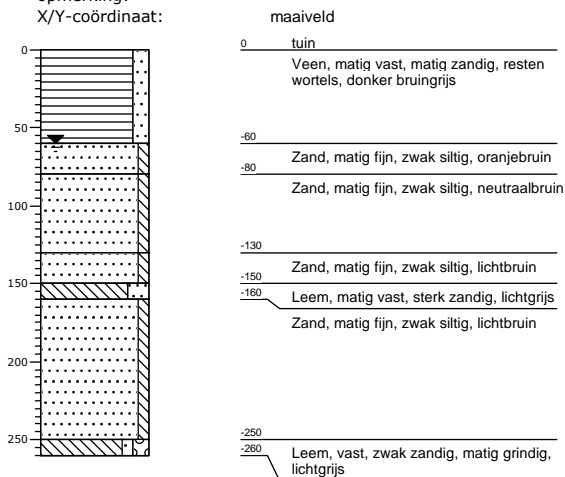 opmerking:
X/Y-coördinaat: maaiveld
0
0 tuin
Veen, matig vast, matig zandig, resten
wortels, donker bruingrijs
50
-60
Zand, matig fijn, zwak siltig, oranjebruin
-80
Zand, matig fijn, zwak siltig, neutraalbruin
100
-130
Zand, matig fijn, zwak siltig, lichtbruin
150
-150
Leem, matig vast, sterk zandig, lichtgrijs
-160
Zand, matig fijn, zwak siltig, lichtbruin
200
250
-250
Leem, vast, zwak zandig, matig grindig,
lichtgrijs
-260